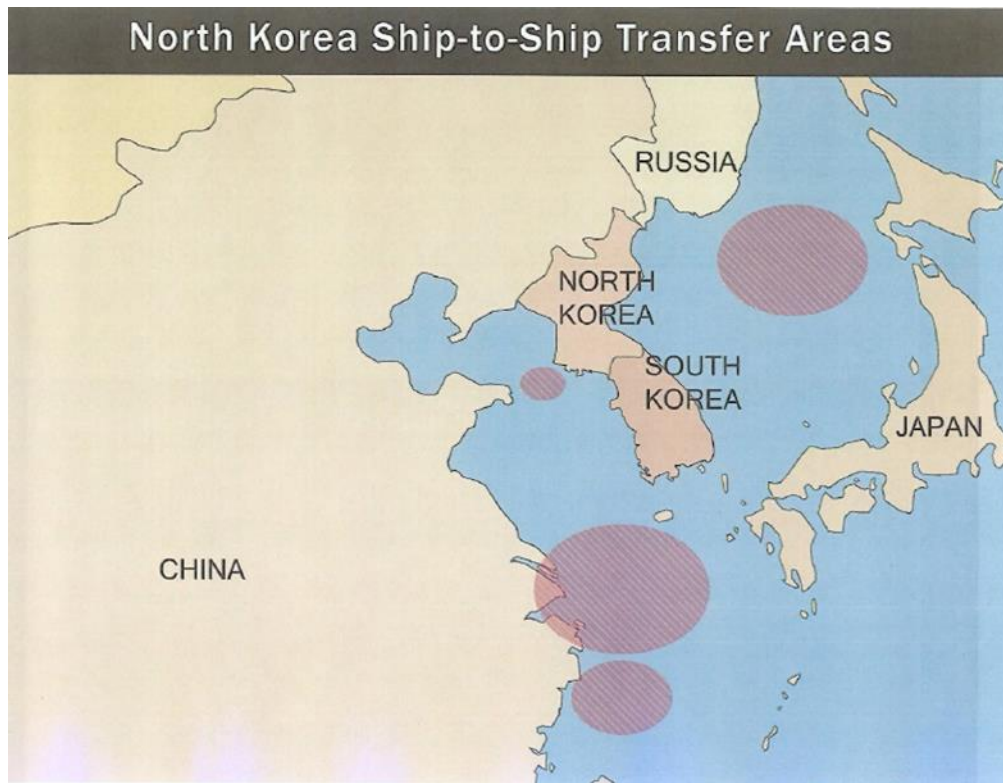 North Korea Ship-to-Ship Transfer Areas
RUSSIA
NORTH
KOREA
SOUTH
KOREA
JAPAN
CHINA